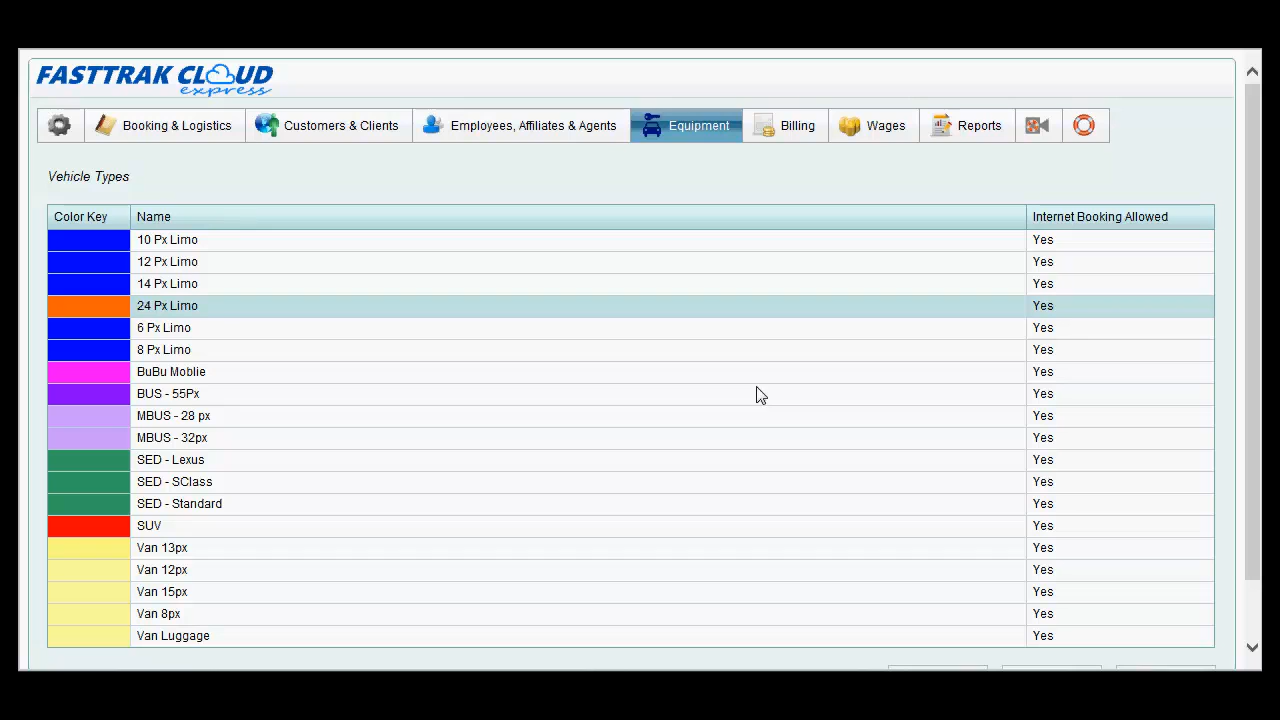 FASTTRAK CLOUD
express
Booking & Logistics Customers & Clients Employees, Affiliates & Agents Equipment Billing Wages Reports
Vehicle Types
Color Key Name Internet Booking Allowed
10 Px Limo Yes
12 Px Limo Yes
14 Px Limo Yes
24 Px Limo Yes
6 Px Limo Yes
8 Px Limo Yes
BuBu Moblie Yes
BUS - 55Px Yes
MBUS - 28 px Yes
MBUS - 32px Yes
SED - Lexus Yes
SED - SClass Yes
SED - Standard Yes
SUV Yes
Van 13px Yes
Van 12px Yes
Van 15px Yes
Van 8px Yes
Van Luggage Yes